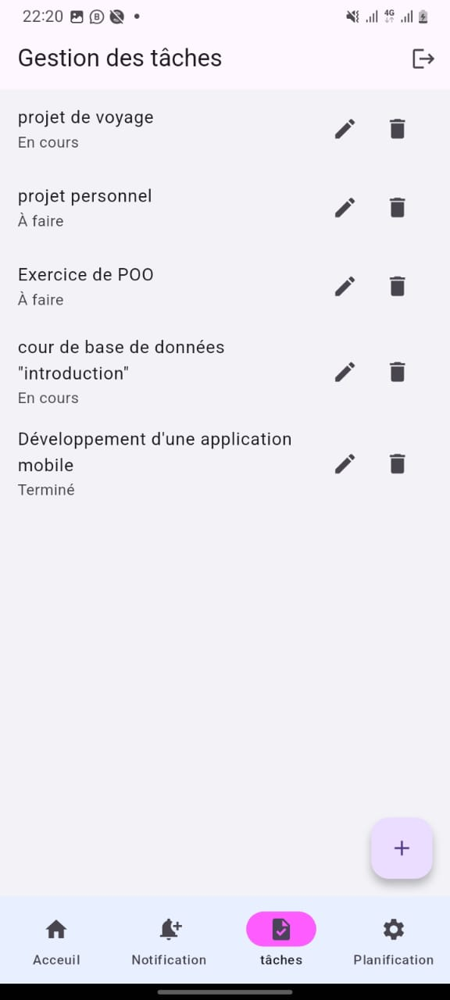 22:20
4G
Gestion des tâches
projet de voyage
En cours
projet personnel
À faire
Exercice de POO
À faire
cour de base de données
"introduction"
En cours
Développement d'une application
mobile
Terminé
Acceuil
Notification
tâches
Planification